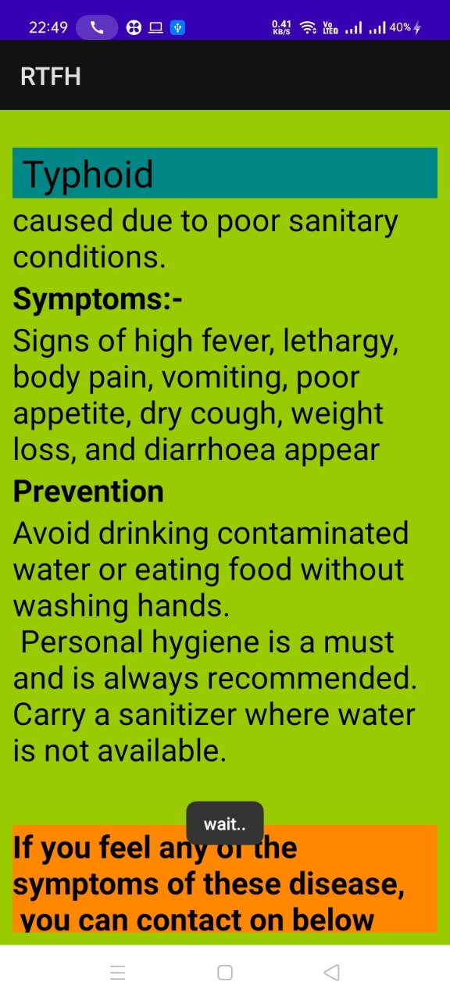 22:49 0.41 KB/S Vo LTED 40%
RTFH
Typhoid
caused due to poor sanitary
conditions.
Symptoms:-
Signs of high fever, lethargy,
body pain, vomiting, poor
appetite, dry cough, weight
loss, and diarrhoea appear
Prevention
Avoid drinking contaminated
water or eating food without
washing hands.
Personal hygiene is a must
and is always recommended.
Carry a sanitizer where water
is not available.
wait..
If you feel any of the
symptoms of these disease,
you can contact on below